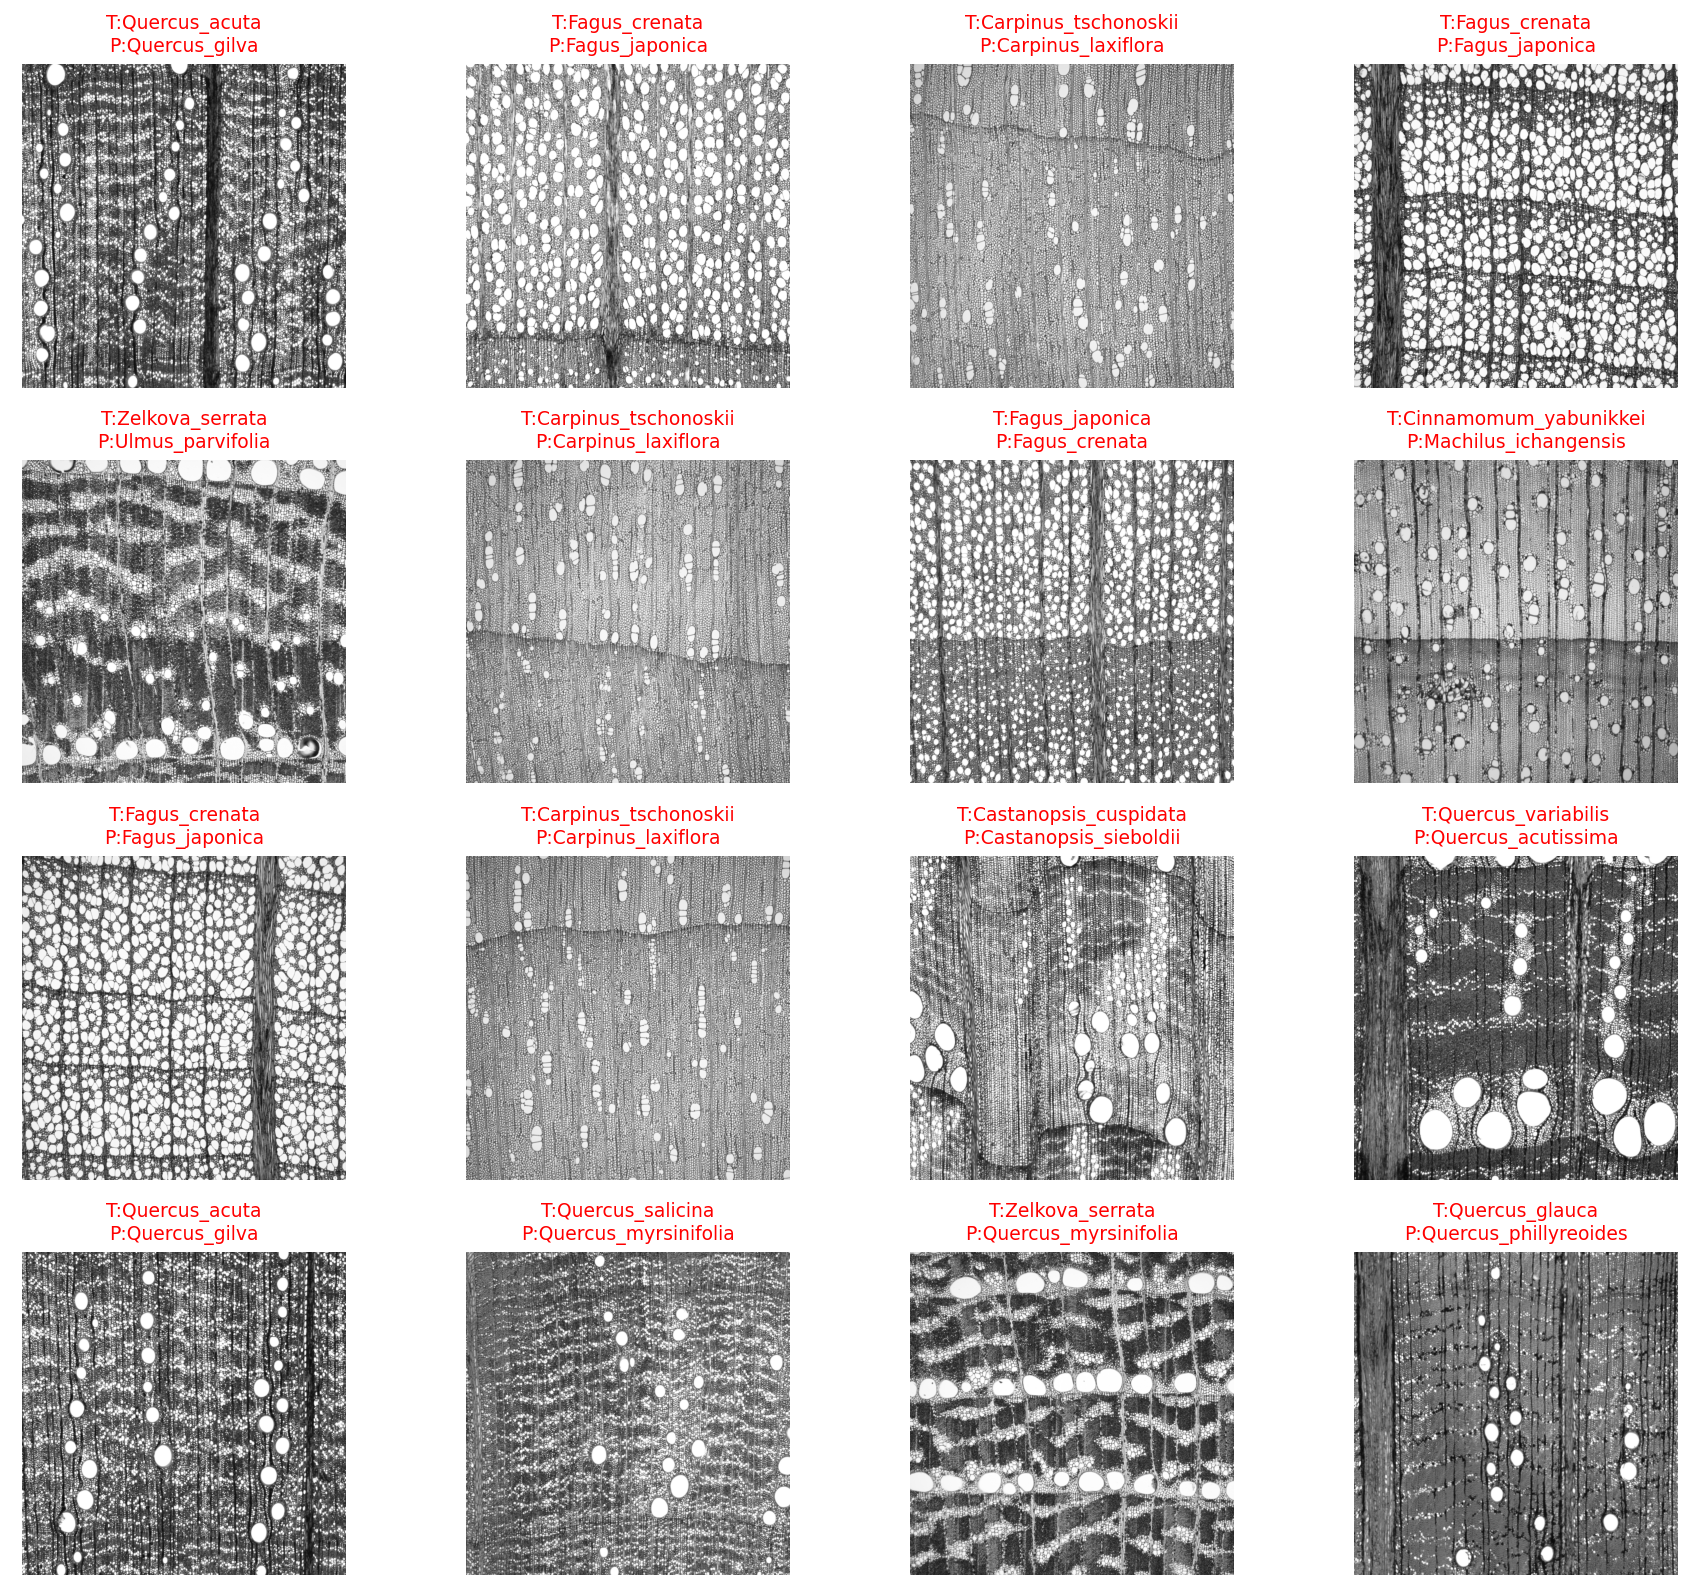 T:Quercus_acuta
P:Quercus_gilva
T:Fagus_crenata
P:Fagus_japonica
T:Carpinus_tschonoskii
P:Carpinus_laxiflora
T:Fagus_crenata
P:Fagus_japonica
T:Zelkova_serrata
P:Ulmus_parvifolia
T:Carpinus_tschonoskii
P:Carpinus_laxiflora
T:Fagus_japonica
P:Fagus_crenata
T:Cinnamomum_yabunikkei
P:Machilus_ichangensis
T:Fagus_crenata
P:Fagus_japonica
T:Carpinus_tschonoskii
P:Carpinus_laxiflora
T:Castanopsis_cuspidata
P:Castanopsis_sieboldii
T:Quercus_variabilis
P:Quercus_acutissima
T:Quercus_acuta
P:Quercus_gilva
T:Quercus_salicina
P:Quercus_myrsinifolia
T:Zelkova_serrata
P:Quercus_myrsinifolia
T:Quercus_glauca
P:Quercus_phillyreoides